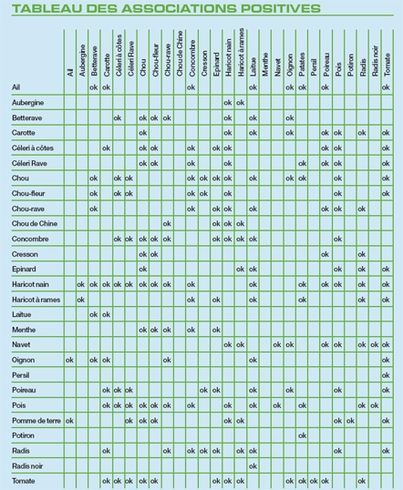 TABLEAU DES ASSOCIATIONS POSITIVES
Ail Aubergine Betterave Carotte Céleri à côtes Céleri Rave Chou Chou-fleur Chou-rave Chou de Chine Concombre Cresson Epinard Haricot nain Haricot à rames Laitue Menthe Navet Oignon Patates Persil Poireau Pois Potiron Radis Radis noir Tomate
Ail ok ok ok ok ok ok ok ok
Aubergine ok ok
Betterave ok ok ok ok ok ok ok
Carotte ok ok ok ok ok ok ok ok
Céleri à côtes ok ok ok ok ok ok ok ok ok
Céleri Rave ok ok ok ok ok ok ok ok
Chou ok ok ok ok ok ok ok ok ok ok ok ok
Chou-fleur ok ok ok ok ok ok ok ok
Chou-rave ok ok ok ok ok ok ok ok
Chou de Chine ok ok ok ok
Concombre ok ok ok ok ok ok ok ok ok ok
Cresson ok ok ok ok
Epinard ok ok ok ok ok ok
Haricot nain ok ok ok ok ok ok ok ok ok ok ok ok ok ok ok
Haricot à rames ok ok ok ok ok ok ok ok
Laitue ok ok
Menthe ok ok ok ok ok
Navet ok ok ok ok ok ok ok ok ok
Oignon ok ok ok ok ok ok
Persil ok
Poireau ok ok ok ok ok ok ok ok ok
Pois ok ok ok ok ok ok ok ok ok ok ok ok ok
Pomme de terre ok ok ok ok ok ok ok ok ok
Potiron ok
Radis ok ok ok ok ok ok ok ok ok
Radis noir ok
Tomate ok ok ok ok ok ok ok ok ok ok ok ok ok